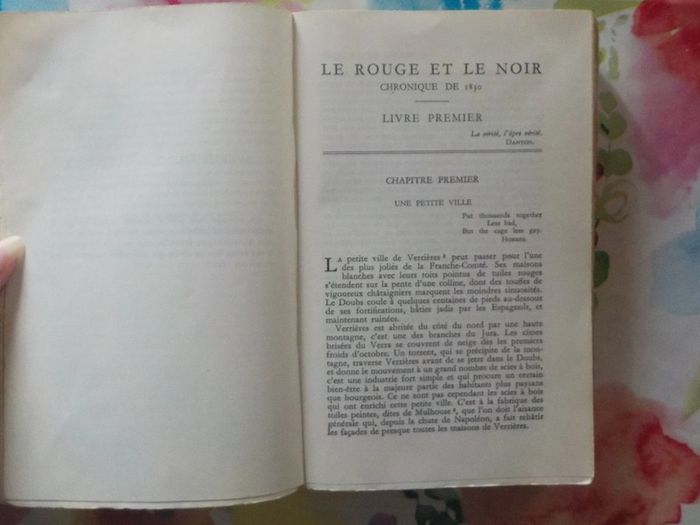 LE ROUGE ET LE NOIR
CHRONIQUE DE 1830
LIVRE PREMIER
La vérité, l'âpre vérité.
DANTON.
CHAPITRE PREMIER
UNE PETITE VILLE
Put thousands together
Less bad,
But the cage less gay.
HOBBES.
LA petite ville de Verrières peut passer pour l'une
des plus jolies de la Franche-Comté. Ses maisons
blanches avec leurs toits pointus de tuiles rouges
s'étendent sur la pente d'une colline, dont des touffes de
vigoureux châtaigniers marquent les moindres sinuosités.
Le Doubs coule à quelques centaines de pieds au-dessous
de ses fortifications, bâties jadis par les Espagnols, et
maintenant ruinées.
Verrières est abritée du côté du nord par une haute
montagne, c'est une des branches du Jura. Les cimes
brisées du Verra se couvrent de neige dès les premiers
froids d'octobre. Un torrent, qui se précipite de la mon-
tagne, traverse Verrières avant de se jeter dans le Doubs,
et donne le mouvement à un grand nombre de scies à bois,
c'est une industrie fort simple et qui procure un certain
bien-être à la majeure partie des habitants plus paysans
que bourgeois. Ce ne sont pas cependant les scies à bois
qui ont enrichi cette petite ville. C'est à la fabrique des
toiles peintes, dites de Mulhouse, que l'on doit l'aisance
générale qui, depuis la chute de Napoléon, a fait rebâtir
les façades de presque toutes les maisons de Verrières.